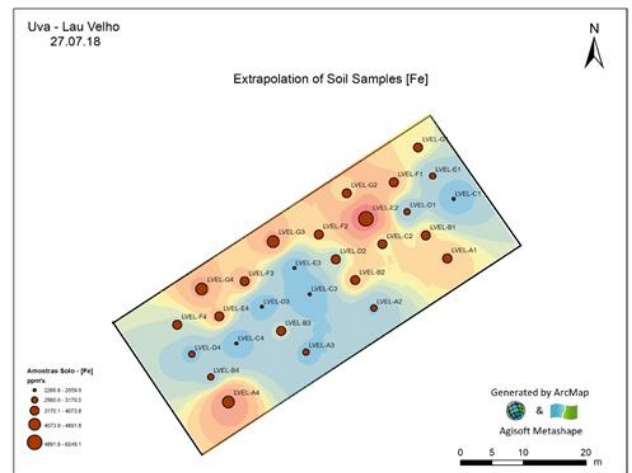 Uva - Lau Velho
27.07.18
N
Extrapolation of Soil Samples [Fe]
LVEL-G
LVEL-F1
LVEL-E1
LVEL-G2
LVEL-C1
LVEL-D1
LVEL-E2
LVEL-F2
LVEL-B1
LVEL-G3
LVEL-C2
LVEL-D2
LVEL-A1
LVEL-E3
LVEL-F3
LVEL-B2
LVEL-G4
LVEL-C3
LVEL-D3
LVEL-A2
LVEL-E4
LVEL-F4
LVEL-B3
LVEL-C4
LVEL-A3
LVEL-D4
LVEL-B4
LVEL-A4
Amostras Solo - [Fe]
ppm's
Generated by ArcMap
&
Agisoft Metashape
0 5 10 20
m